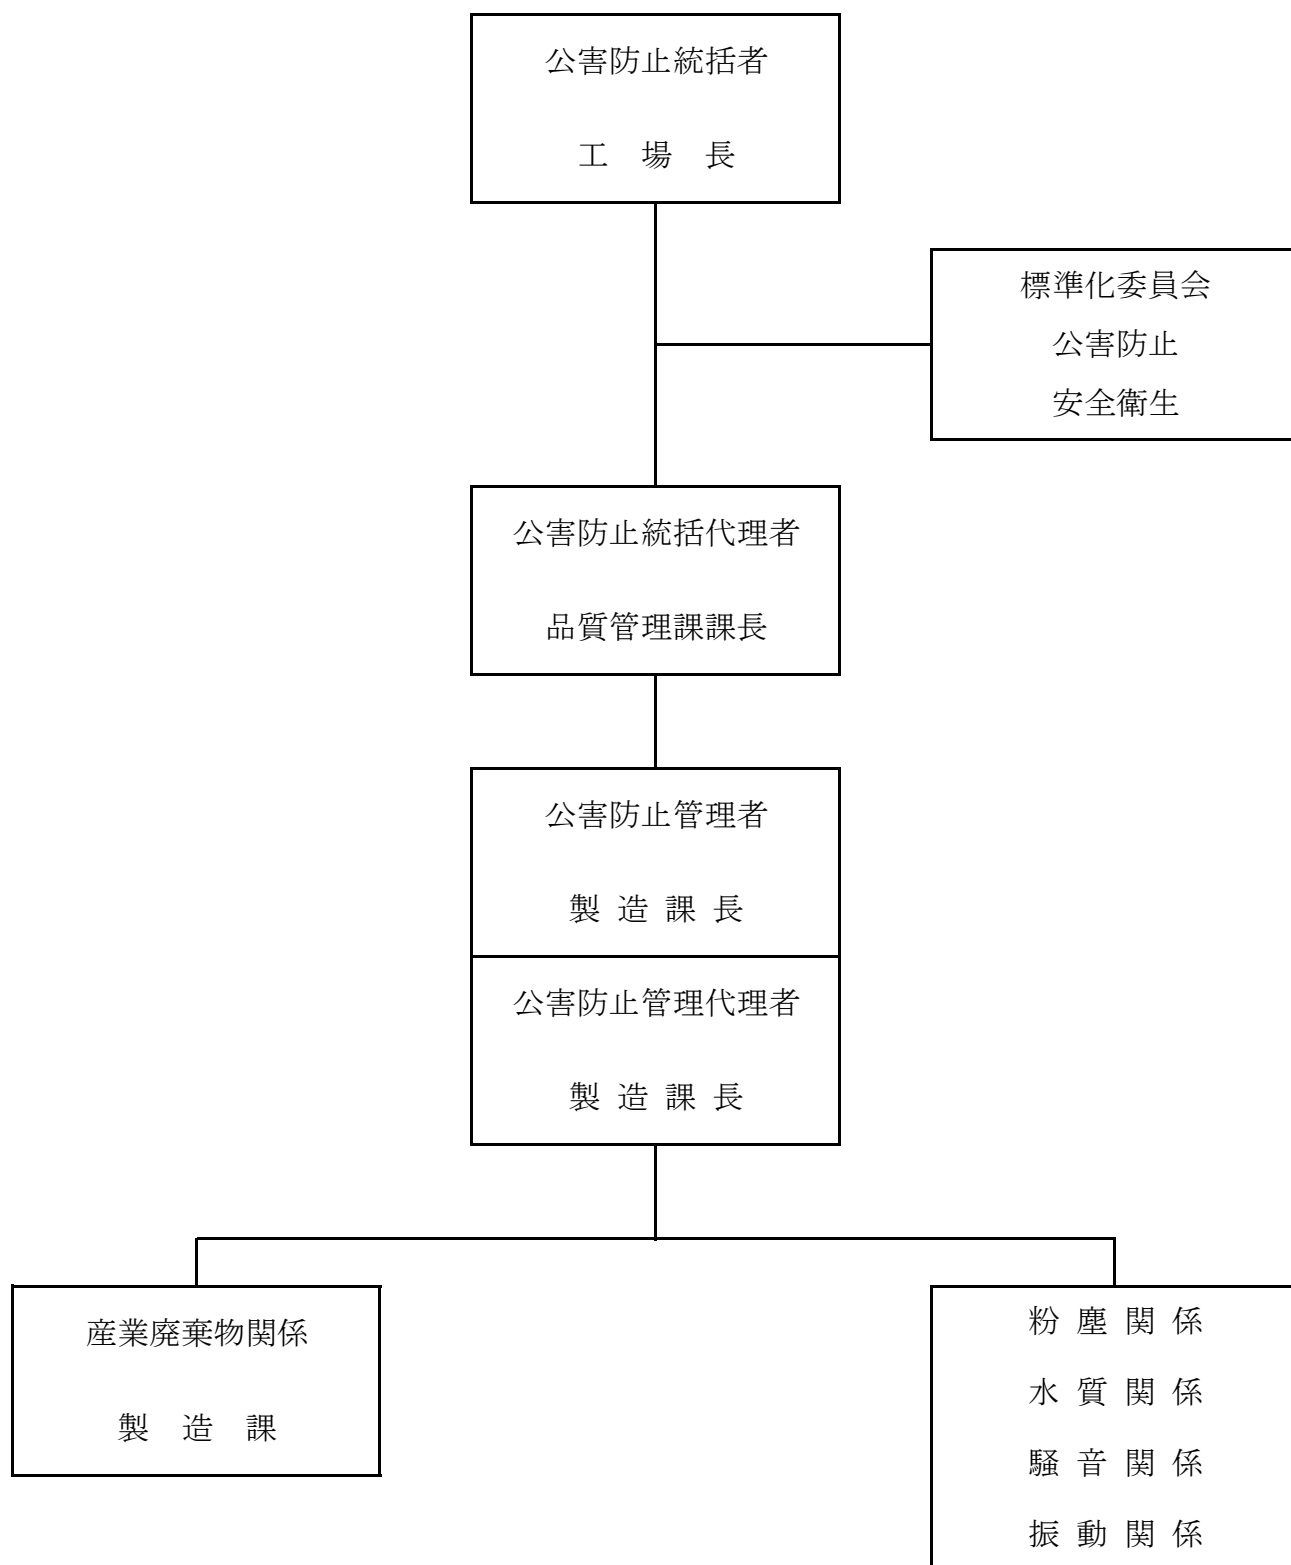 公害防止統括者
工　場　長
標準化委員会
公害防止
安全衛生
公害防止統括代理者
品質管理課課長
公害防止管理者
製 造 課 長
公害防止管理代理者
製 造 課 長
産業廃棄物関係
製　造　課
粉 塵 関 係
水 質 関 係
騒 音 関 係
振 動 関 係